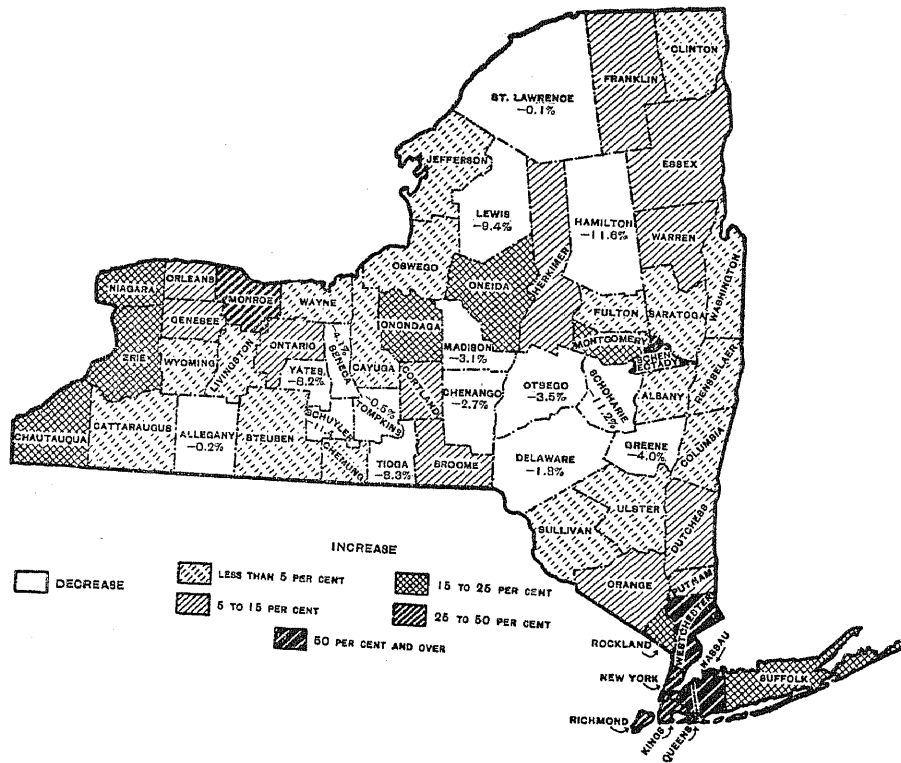 CLINTON
FRANKLIN
ST. LAWRENCE
-0.1%
JEFFERSON
ESSEX
LEWIS
-9.4%
HAMILTON
-11.6%
WARREN
HERKIMER
WASHINGTON
OSWEGO
ONEIDA
NIAGARA
ORLEANS
MONROE
WAYNE
GENESEE
ONONDAGA
FULTON
SARATOGA
MONTGOMERY
SCHEN-
ECTADY
ERIE
WYOMING
LIVINGSTON
ONTARIO
YATES
-8.2%
SENECA
CAYUGA
MADISON
-3.1%
CORTLAND
CHENANGO
-2.7%
OTSEGO
-3.5%
SCHOHARIE
ALBANY
RENSSELAER
CHAUTAUQUA
CATTARAUGUS
ALLEGANY
-0.2%
STEUBEN
SCHUYLER
-0.5%
TOMPKINS
CHEMUNG
TIOGA
-8.3%
BROOME
DELAWARE
GREENE
-4.0%
COLUMBIA
ULSTER
SULLIVAN
DUTCHESS
ORANGE
PUTNAM
WESTCHESTER
ROCKLAND
NASSAU
NEW YORK
SUFFOLK
RICHMOND
KINGS
QUEENS
INCREASE
DECREASE
LESS THAN 5 PER CENT
15 TO 25 PER CENT
5 TO 15 PER CENT
25 TO 50 PER CENT
50 PER CENT AND OVER